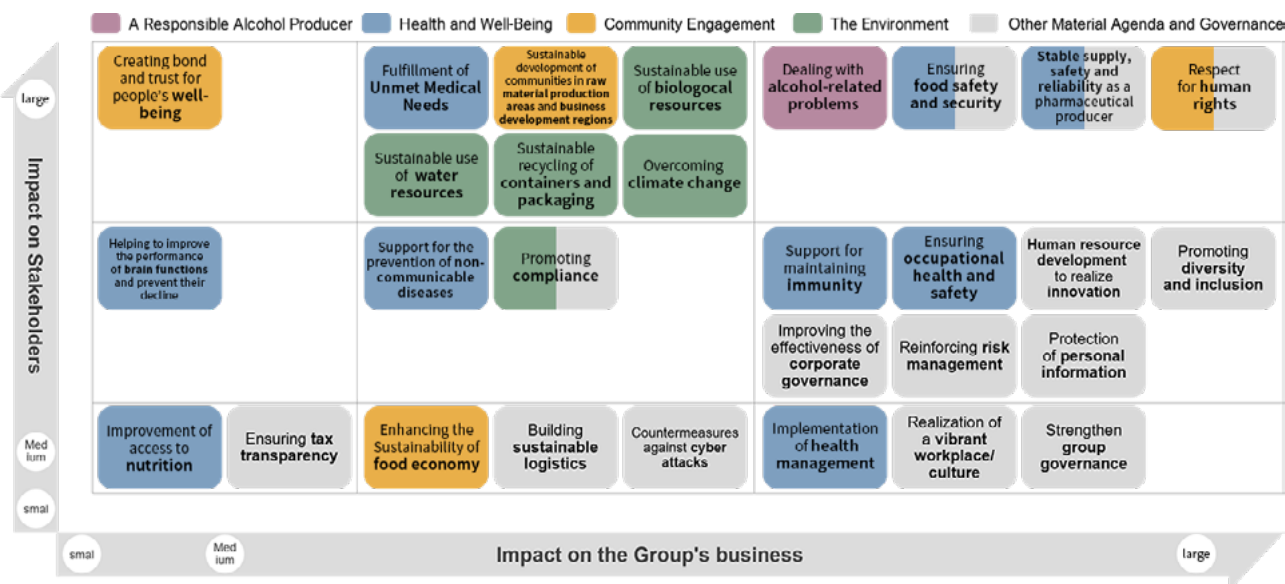 A Responsible Alcohol Producer
Health and Well-Being
Community Engagement
The Environment
Other Material Agenda and Governance
large
Impact on Stakeholders
Med
ium
smal
Creating bond
and trust for
people's well-
being
Fulfillment of
Unmet Medical
Needs
Sustainable
development of
communities in raw
material production
areas and business
development regions
Sustainable use
of biologocal
resources
Dealing with
alcohol-related
problems
Ensuring
food safety
and security
Stable supply,
safety and
reliability as a
pharmaceutical
producer
Respect
for human
rights
Sustainable use
of water
resources
Sustainable
recycling of
containers and
packaging
Overcoming
climate change
Helping to improve
the performance
of brain functions
and prevent their
decline
Support for the
prevention of non-
communicable
diseases
Promoting
compliance
Support for
maintaining
immunity
Ensuring
occupational
health and
safety
Human resource
development
to realize
innovation
Promoting
diversity
and inclusion
Improving the
effectiveness of
corporate
governance
Reinforcing risk
management
Protection
of personal
information
Improvement of
access to
nutrition
Ensuring tax
transparency
Enhancing the
Sustainability of
food economy
Building
sustainable
logistics
Countermeasures
against cyber
attacks
Implementation
of health
management
Realization of
a vibrant
workplace/
culture
Strengthen
group
governance
smal
Med
ium
Impact on the Group's business
large